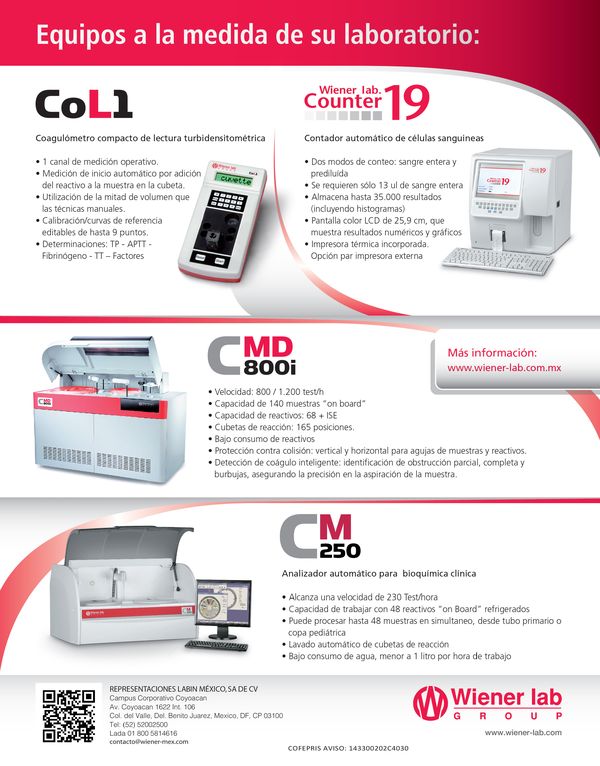 Equipos a la medida de su laboratorio:
CoL1
Coagulómetro compacto de lectura turbidensitométrica
• 1 canal de medición operativo.
• Medición de inicio automático por adición
del reactivo a la muestra en la cubeta.
• Utilización de la mitad de volumen que
las técnicas manuales.
• Calibración/curvas de referencia
editables de hasta 9 puntos.
• Determinaciones: TP - APTT -
Fibrinógeno - TT – Factores
Wiener lab.
CoL1
cuvette
Wiener lab.
Counter 19
Contador automático de células sanguíneas
• Dos modos de conteo: sangre entera y
prediluída
• Se requieren sólo 13 ul de sangre entera
• Almacena hasta 35.000 resultados
(incluyendo histogramas)
• Pantalla color LCD de 25,9 cm, que
muestra resultados numéricos y gráficos
• Impresora térmica incorporada.
Opción par impresora externa
Counter 19
CMD
800i
CMD
800i
• Velocidad: 800 / 1.200 test/h
• Capacidad de 140 muestras “on board”
• Capacidad de reactivos: 68 + ISE
• Cubetas de reacción: 165 posiciones.
• Bajo consumo de reactivos
• Protección contra colisión: vertical y horizontal para agujas de muestras y reactivos.
• Detección de coágulo inteligente: identificación de obstrucción parcial, completa y
burbujas, asegurando la precisión en la aspiración de la muestra.
Más información:
www.wiener-lab.com.mx
Wiener lab
CM
250
CM
250
Analizador automático para bioquímica clínica
• Alcanza una velocidad de 230 Test/hora
• Capacidad de trabajar con 48 reactivos “on Board” refrigerados
• Puede procesar hasta 48 muestras en simultaneo, desde tubo primario o
copa pediátrica
• Lavado automático de cubetas de reacción
• Bajo consumo de agua, menor a 1 litro por hora de trabajo
REPRESENTACIONES LABIN MÉXICO, SA DE CV
Campus Corporativo Coyoacan
Av. Coyoacan 1622 Int. 106
Col. del Valle, Del. Benito Juarez, Mexico, DF, CP 03100
Tel: (52) 52002500
Lada 01 800 5814616
contacto@wiener-mex.com
Wiener lab
GROUP
www.wiener-lab.com
COFEPRIS AVISO: 143300202C4030